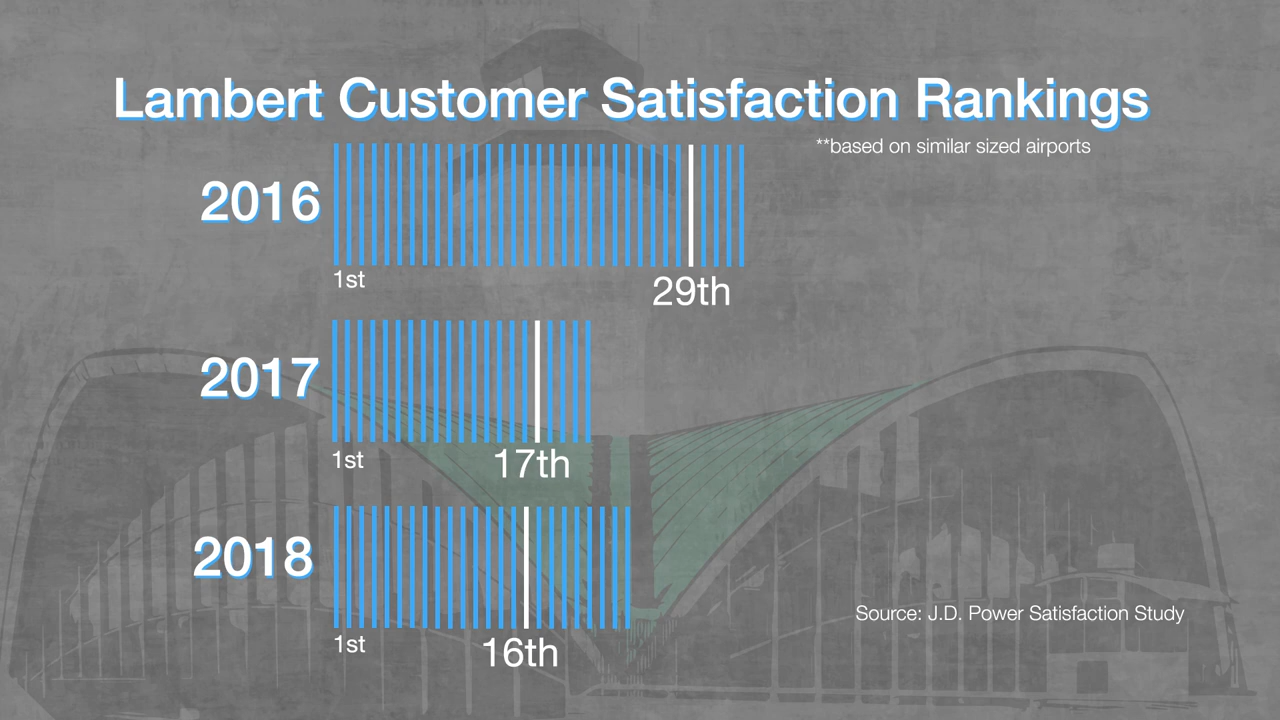 Lambert Customer Satisfaction Rankings
**based on similar sized airports
2016
1st
29th
2017
1st
17th
2018
1st
16th
Source: J.D. Power Satisfaction Study